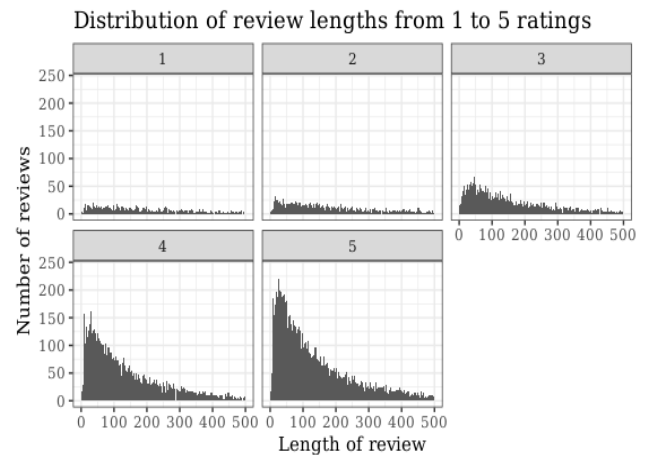 Distribution of review lengths from 1 to 5 ratings
1 2 3
250
200
150
100
50
0
0 100 200 300 400 500
4 5
250
200
150
100
50
0
0 100 200 300 400 500 0 100 200 300 400 500
Number of reviews
Length of review